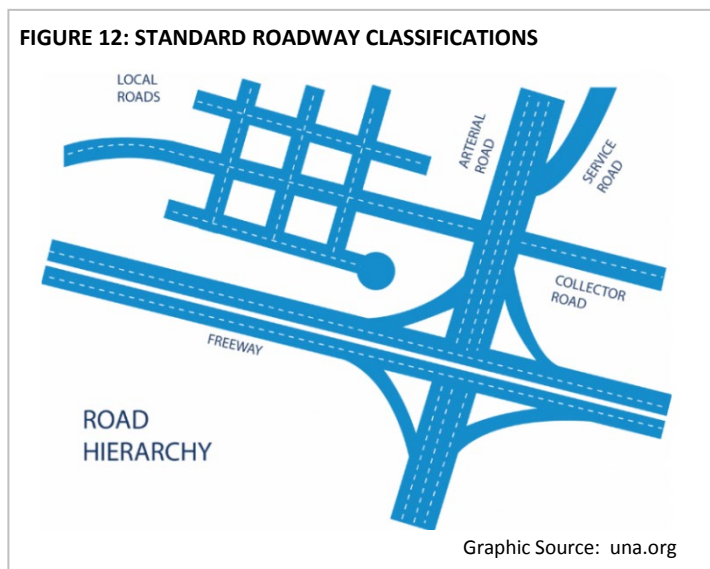 FIGURE 12: STANDARD ROADWAY CLASSIFICATIONS
LOCAL
ROADS
ARTERIAL
ROAD
SERVICE
ROAD
COLLECTOR
ROAD
FREEWAY
ROAD
HIERARCHY
Graphic Source: una.org